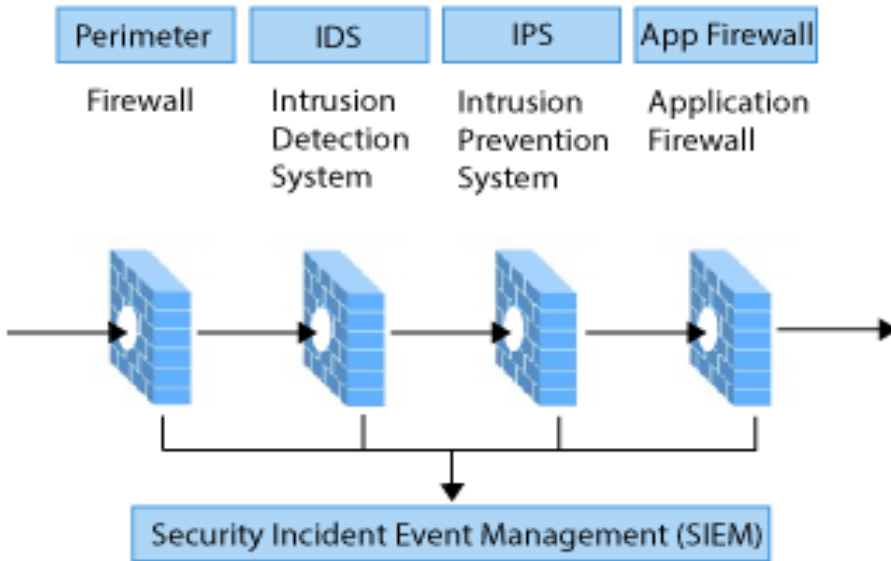 Perimeter
IDS
IPS
App Firewall
Firewall
Intrusion
Detection
System
Intrusion
Prevention
System
Application
Firewall
Security Incident Event Management (SIEM)